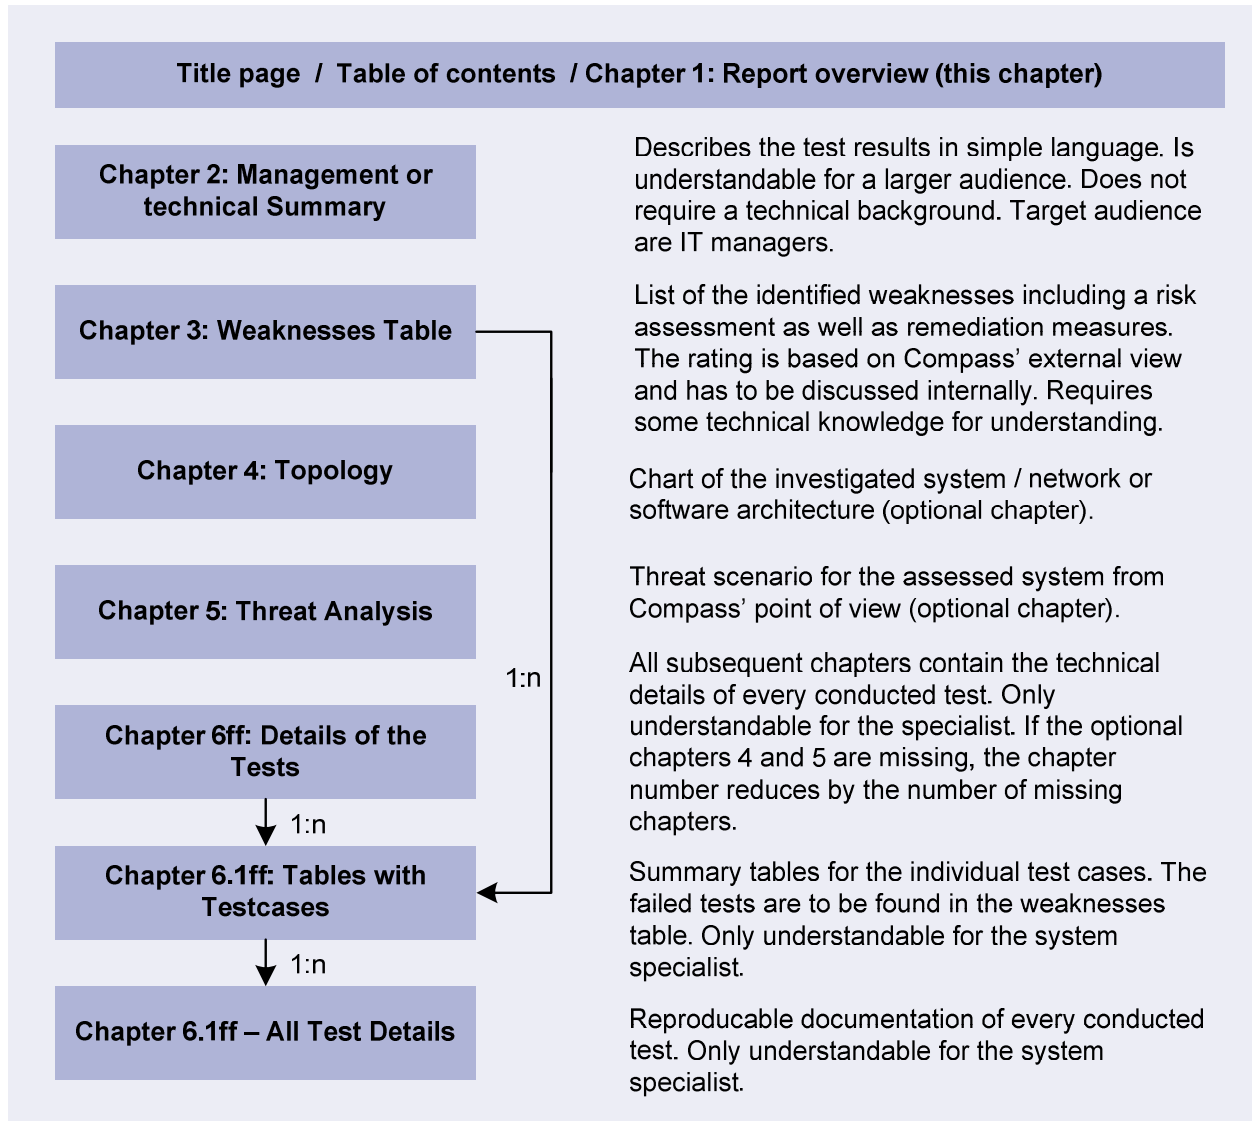 Title page / Table of contents / Chapter 1: Report overview (this chapter)
Chapter 2: Management or
technical Summary
Describes the test results in simple language. Is
understandable for a larger audience. Does not
require a technical background. Target audience
are IT managers.
Chapter 3: Weaknesses Table
List of the identified weaknesses including a risk
assessment as well as remediation measures.
The rating is based on Compass’ external view
and has to be discussed internally. Requires
some technical knowledge for understanding.
Chapter 4: Topology
Chart of the investigated system / network or
software architecture (optional chapter).
Chapter 5: Threat Analysis
Threat scenario for the assessed system from
Compass’ point of view (optional chapter).
1:n
Chapter 6ff: Details of the
Tests
All subsequent chapters contain the technical
details of every conducted test. Only
understandable for the specialist. If the optional
chapters 4 and 5 are missing, the chapter
number reduces by the number of missing
chapters.
1:n
Chapter 6.1ff: Tables with
Testcases
Summary tables for the individual test cases. The
failed tests are to be found in the weaknesses
table. Only understandable for the system
specialist.
1:n
Chapter 6.1ff – All Test Details
Reproducable documentation of every conducted
test. Only understandable for the system
specialist.